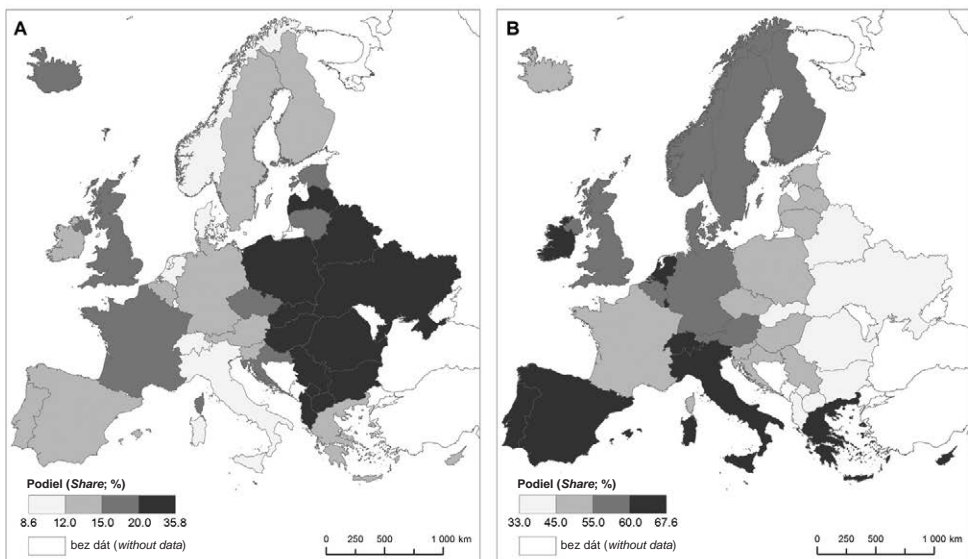 A
Podiel (Share; %)
8.6 12.0 15.0 20.0 35.8
bez dát (without data)
0 500 1 000 km
B
Podiel (Share; %)
33.0 45.0 55.0 60.0 67.6
bez dát (without data)
0 500 1 000 km